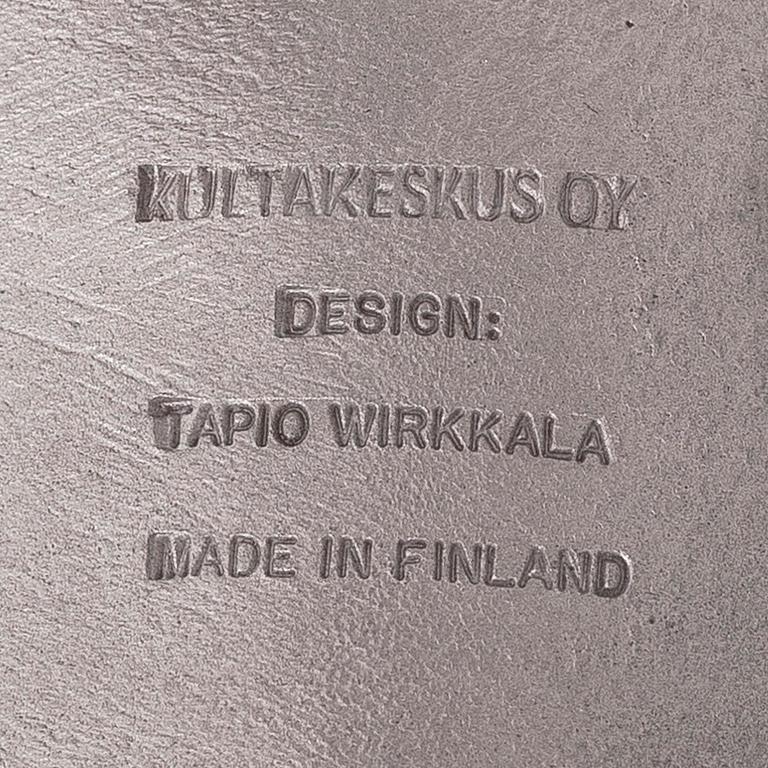 KULTAKESKUS OY
DESIGN:
TAPIO WIRKKALA
MADE IN FINLAND